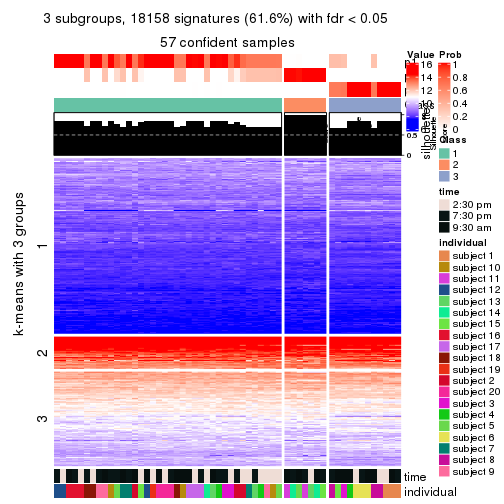 3 subgroups, 18158 signatures (61.6%) with fdr < 0.05
57 confident samples
k-means with 3 groups
1
2
3
time
individual
Value
16
14
12
Prob
1
0.8
0.6
0.4
0.2
0
silhouette
0.5
0
Class
1
2
3
time
2:30 pm
7:30 pm
9:30 am
individual
subject 1
subject 10
subject 11
subject 12
subject 13
subject 14
subject 15
subject 16
subject 17
subject 18
subject 19
subject 2
subject 20
subject 3
subject 4
subject 5
subject 6
subject 7
subject 8
subject 9